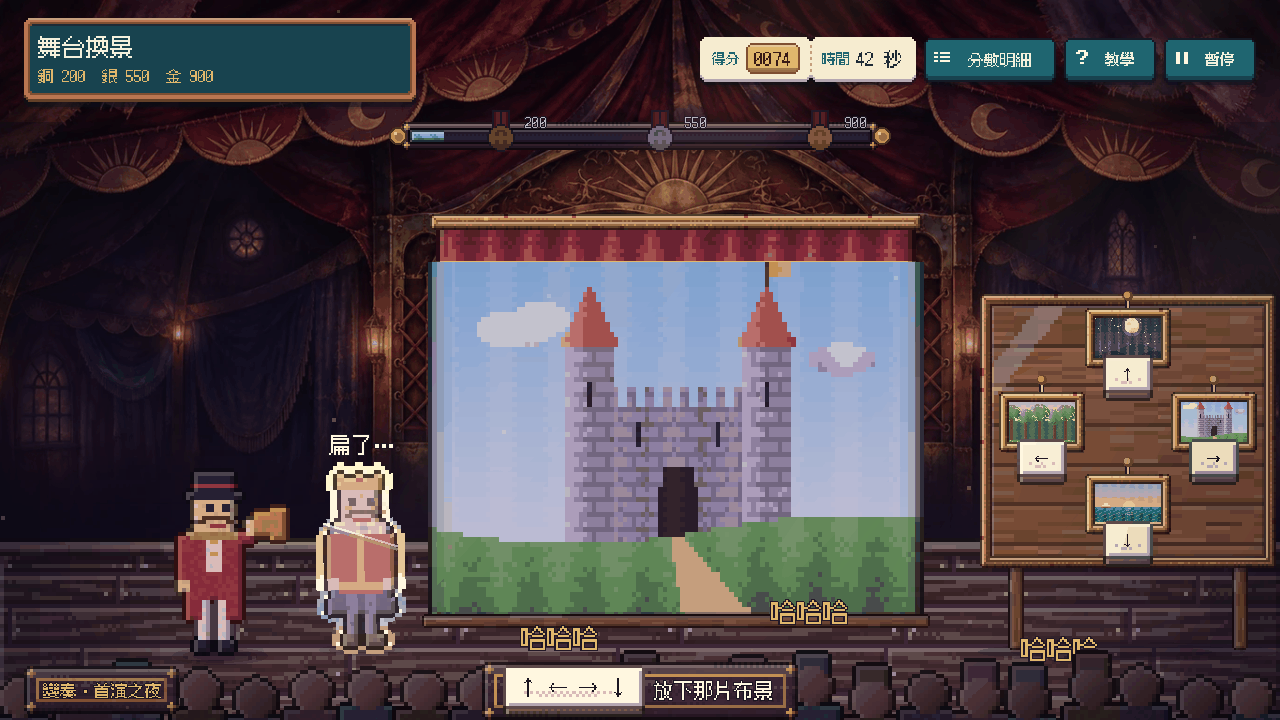 舞台換景
銅 200 銀 550 金 900
得分 0074
時間 42 秒
分數明細
? 教學
暫停
200 550 900
扁了…
↑
←
→
↓
哈哈哈
哈哈哈
哈哈
變奏·首演之夜
↑ ←→ ↓ 放下那片布景